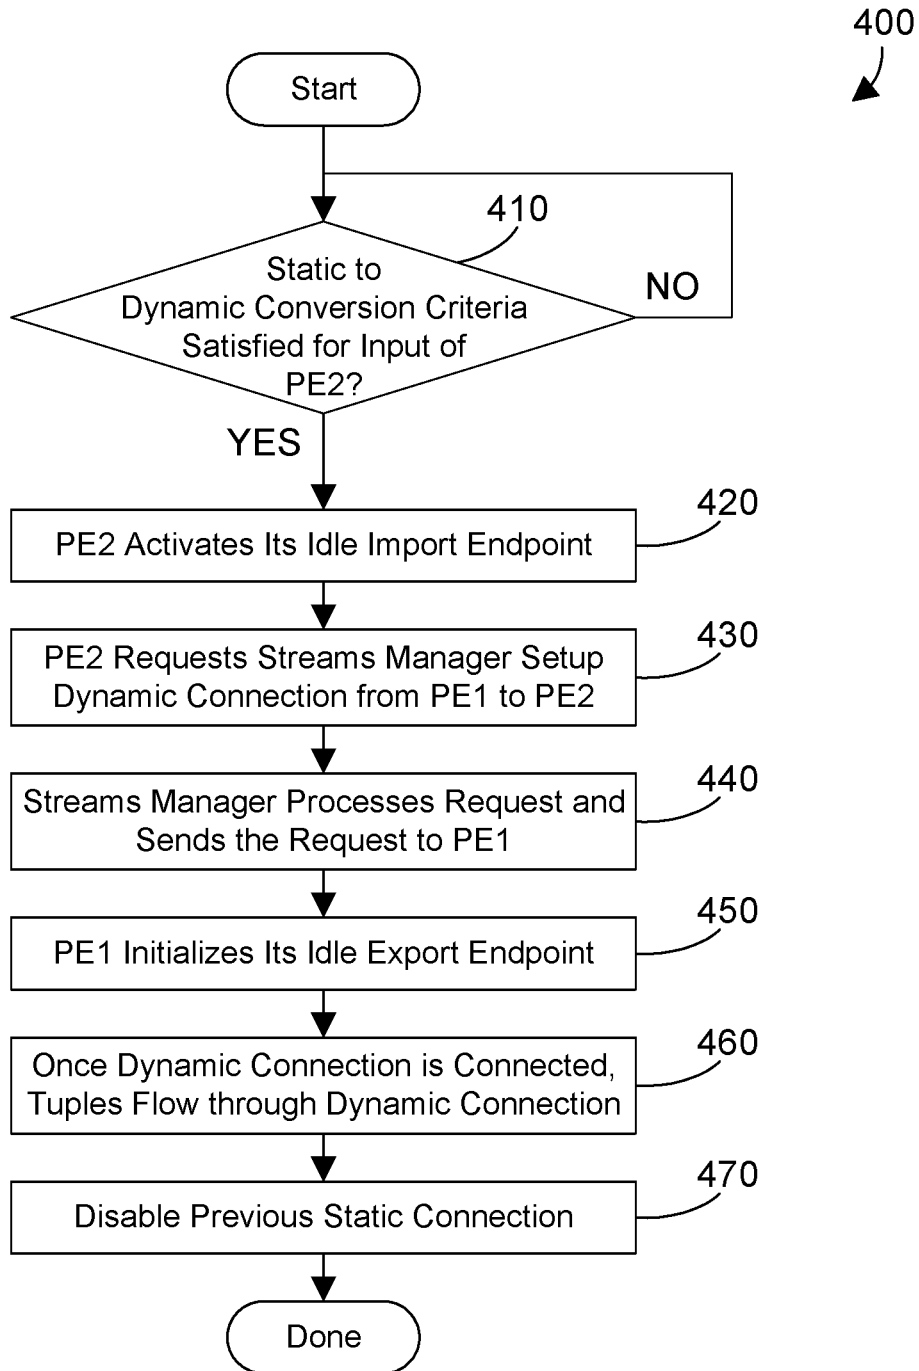 400
Start
410
Static to
Dynamic Conversion Criteria
Satisfied for Input of
PE2?
NO
YES
420
PE2 Activates Its Idle Import Endpoint
430
PE2 Requests Streams Manager Setup
Dynamic Connection from PE1 to PE2
440
Streams Manager Processes Request and
Sends the Request to PE1
450
PE1 Initializes Its Idle Export Endpoint
460
Once Dynamic Connection is Connected,
Tuples Flow through Dynamic Connection
470
Disable Previous Static Connection
Done